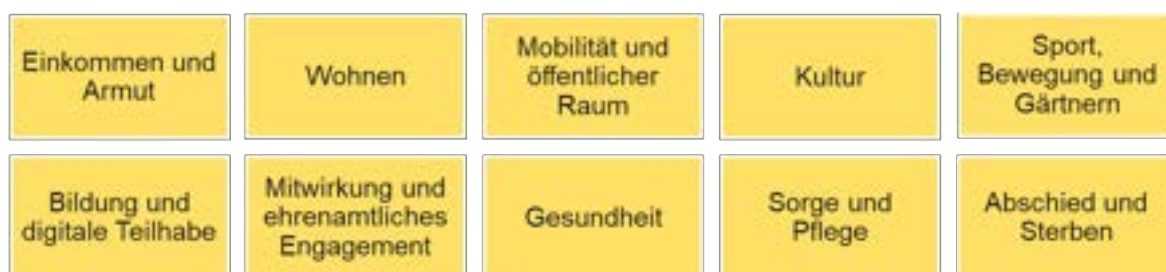 Einkommen und
Armut
Wohnen
Mobilität und
öffentlicher
Raum
Kultur
Sport,
Bewegung und
Gärtnern
Bildung und
digitale Teilhabe
Mitwirkung und
ehrenamtliches
Engagement
Gesundheit
Sorge und
Pflege
Abschied und
Sterben